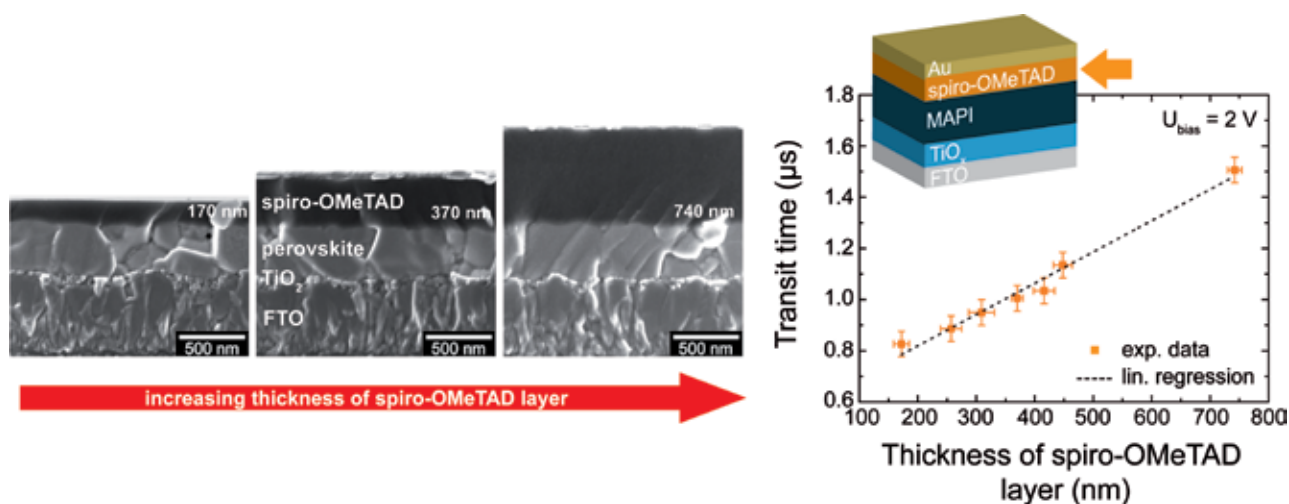 170 nm
500 nm
spiro-OMeTAD
370 nm
perovskite
TiO2
FTO
500 nm
740 nm
500 nm
increasing thickness of spiro-OMeTAD layer
Au
spiro-OMeTAD
MAPI
TiOx
FTO
Ubias = 2 V
Transit time (µs)
1.8
1.6
1.4
1.2
1.0
0.8
0.6
exp. data
lin. regression
100 200 300 400 500 600 700 800
Thickness of spiro-OMeTAD
layer (nm)